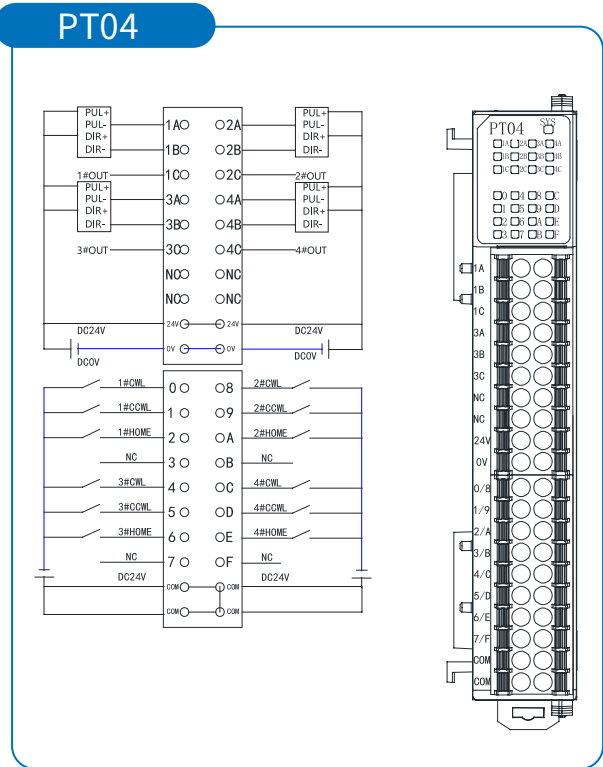 PT04
PUL+ PUL+
PUL- 1A 2A PUL-
DIR+ DIR+
DIR- 1B 2B DIR-
1#OUT 1C 2C 2#OUT
PUL+ PUL+
PUL- 3A 4A PUL-
DIR+ DIR+
DIR- 3B 4B DIR-
3#OUT 3C 4C 4#OUT
NC NC
NC NC
DC24V 24V 24V DC24V
0V 0V
DC0V DC0V
1#CWL 0 8 2#CWL
1#CCWL 1 9 2#CCWL
1#HOME 2 A 2#HOME
NC 3 B NC
3#CWL 4 C 4#CWL
3#CCWL 5 D 4#CCWL
3#HOME 6 E 4#HOME
NC 7 F NC
DC24V COM COM DC24V
COM COM
PT04 SYS
1A 2A 3A 4A
1B 2B 3B 4B
1C 2C 3C 4C
0 4 8 C
1 5 9 D
2 6 A E
3 7 B F
1A
1B
1C
3A
3B
3C
NC
NC
24V
0V
0/8
1/9
2/A
3/B
4/C
5/D
6/E
7/F
COM
COM